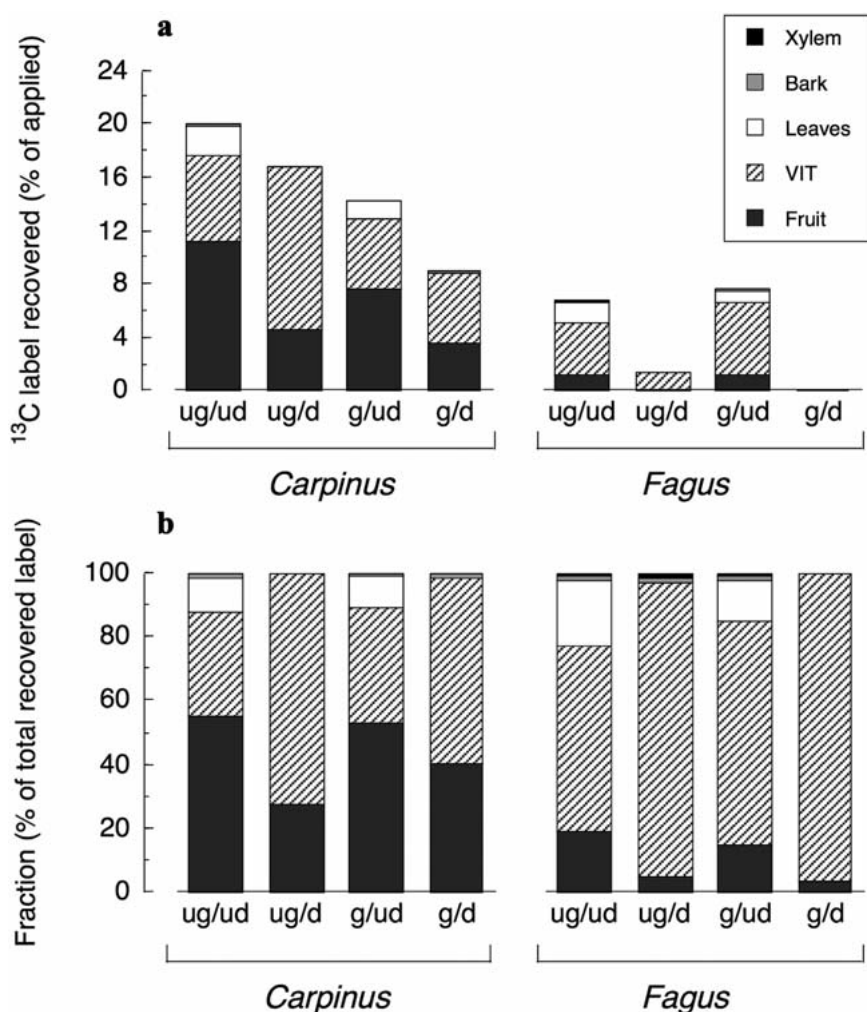 a
¹³C label recovered (% of applied)
24
20
16
12
8
4
0
Xylem
Bark
Leaves
VIT
Fruit
ug/ud ug/d g/ud g/d ug/ud ug/d g/ud g/d
Carpinus Fagus
b
Fraction (% of total recovered label)
100
80
60
40
20
0
ug/ud ug/d g/ud g/d ug/ud ug/d g/ud g/d
Carpinus Fagus